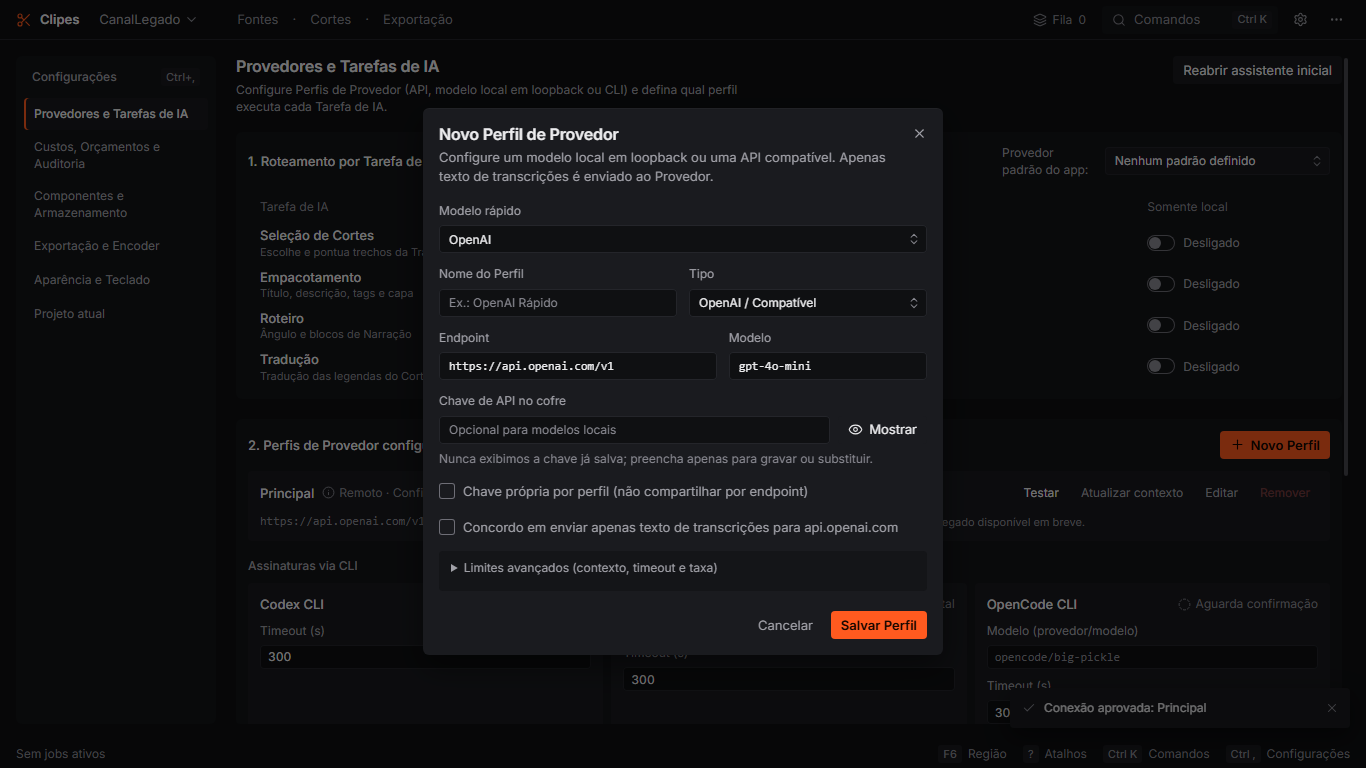 Clipes
CanalLegado
Fontes · Cortes · Exportação
Fila 0
Comandos Ctrl K
Configurações Ctrl+,
Provedores e Tarefas de IA
Custos, Orçamentos e
Auditoria
Componentes e
Armazenamento
Exportação e Encoder
Aparência e Teclado
Projeto atual
Provedores e Tarefas de IA
Configure Perfis de Provedor (API, modelo local em loopback ou CLI) e defina qual perfil
executa cada Tarefa de IA.
Reabrir assistente inicial
1. Roteamento por Tarefa de
Provedor
padrão do app:
Nenhum padrão definido
Tarefa de IA
Somente local
Seleção de Cortes
Escolhe e pontua trechos da
Desligado
Empacotamento
Título, descrição, tags e capa
Desligado
Roteiro
Ângulo e blocos de Narração
Desligado
Tradução
Tradução das legendas do
Desligado
2. Perfis de Provedor
Novo Perfil
Principal Remoto ·
https://api.openai.com/v1
Testar Atualizar contexto Editar Remover
disponível em breve.
Assinaturas via CLI
Codex CLI
Timeout (s)
300
300
OpenCode CLI
Aguarda confirmação
Modelo (provedor/modelo)
opencode/big-pickle
Timeout (s)
30
Novo Perfil de Provedor
Configure um modelo local em loopback ou uma API compatível. Apenas
texto de transcrições é enviado ao Provedor.
Modelo rápido
OpenAI
Nome do Perfil Tipo
Ex.: OpenAI Rápido OpenAI / Compatível
Endpoint Modelo
https://api.openai.com/v1 gpt-4o-mini
Chave de API no cofre
Opcional para modelos locais Mostrar
Nunca exibimos a chave já salva; preencha apenas para gravar ou substituir.
Chave própria por perfil (não compartilhar por endpoint)
Concordo em enviar apenas texto de transcrições para api.openai.com
Limites avançados (contexto, timeout e taxa)
Cancelar Salvar Perfil
Conexão aprovada: Principal
Sem jobs ativos
F6 Região ? Atalhos Ctrl K Comandos Ctrl , Configurações